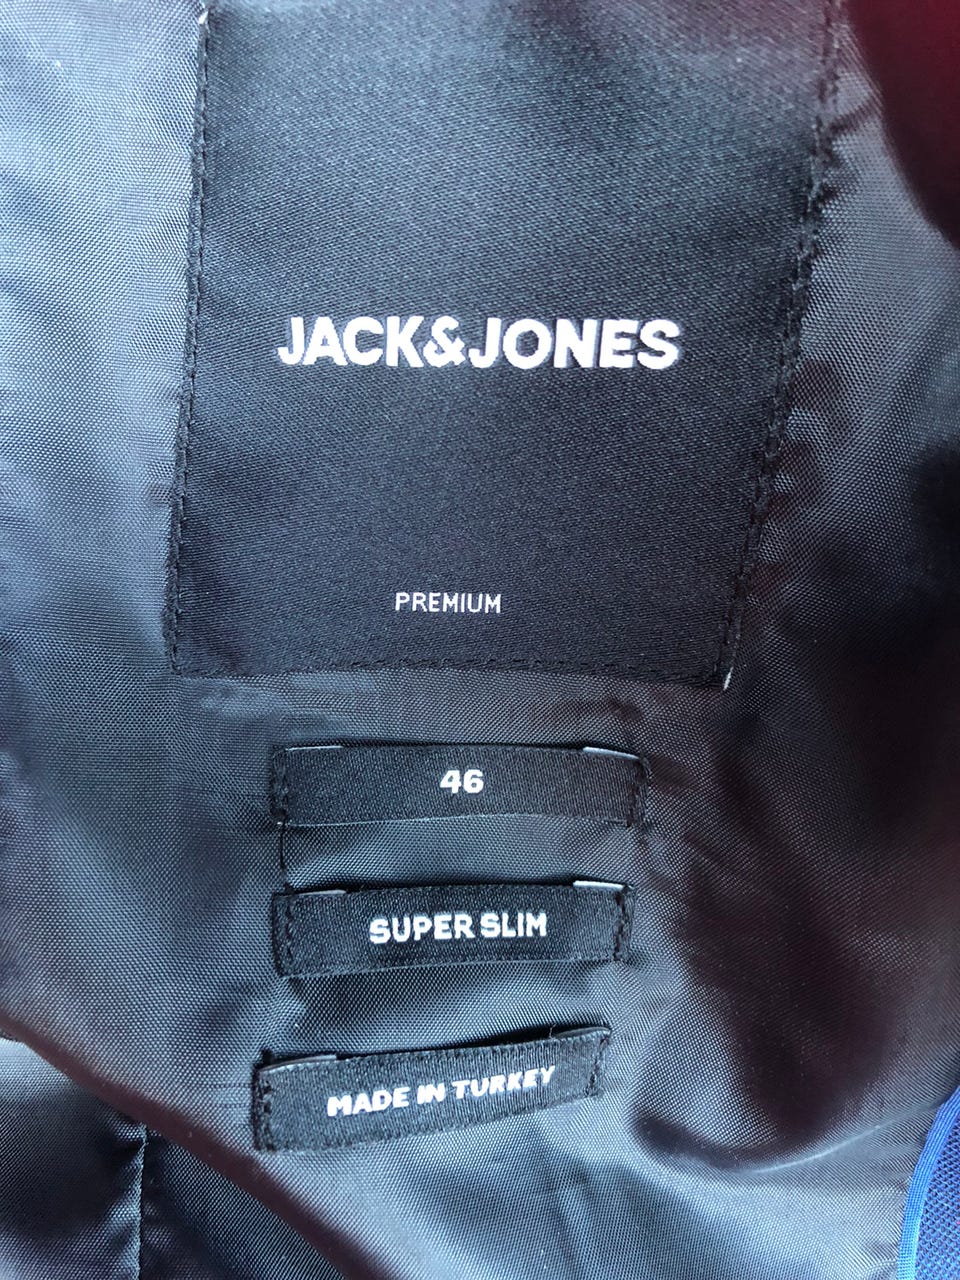 JACK&JONES
PREMIUM
46
SUPER SLIM
MADE IN TURKEY